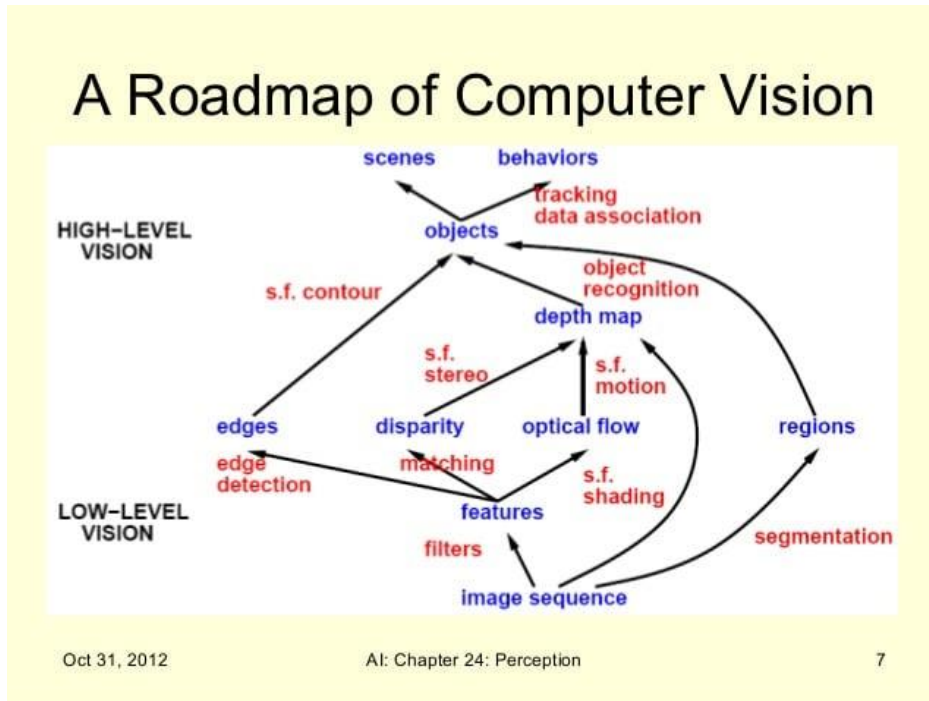 A Roadmap of Computer Vision
scenes
behaviors
tracking
data association
HIGH-LEVEL
VISION
objects
object
recognition
s.f. contour
depth map
s.f.
stereo
s.f.
motion
edges
disparity
optical flow
regions
edge
detection
matching
s.f.
shading
LOW-LEVEL
VISION
features
filters
segmentation
image sequence
Oct 31, 2012
AI: Chapter 24: Perception
7